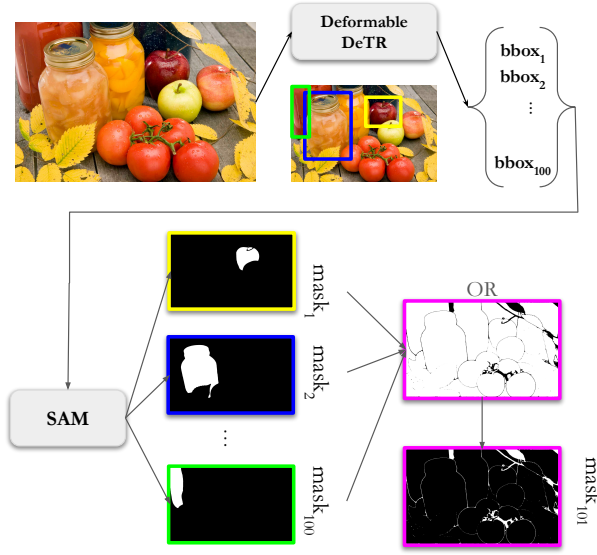 Deformable
DeTR
bbox1
bbox2
⋮
bbox100
SAM
mask1
mask2
...
mask100
OR
mask101